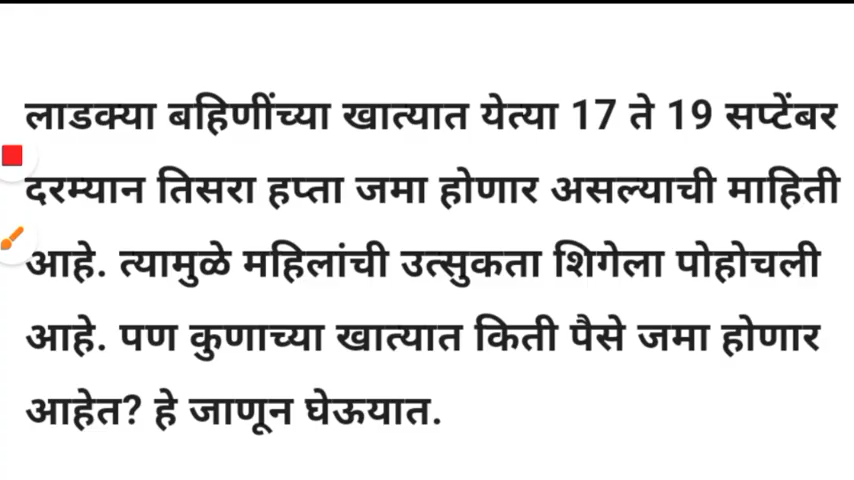 लाडक्या बहिणींच्या खात्यात येत्या 17 ते 19 सप्टेंबर
दरम्यान तिसरा हप्ता जमा होणार असल्याची माहिती
आहे. त्यामुळे महिलांची उत्सुकता शिगेला पोहोचली
आहे. पण कुणाच्या खात्यात किती पैसे जमा होणार
आहेत? हे जाणून घेऊयात.